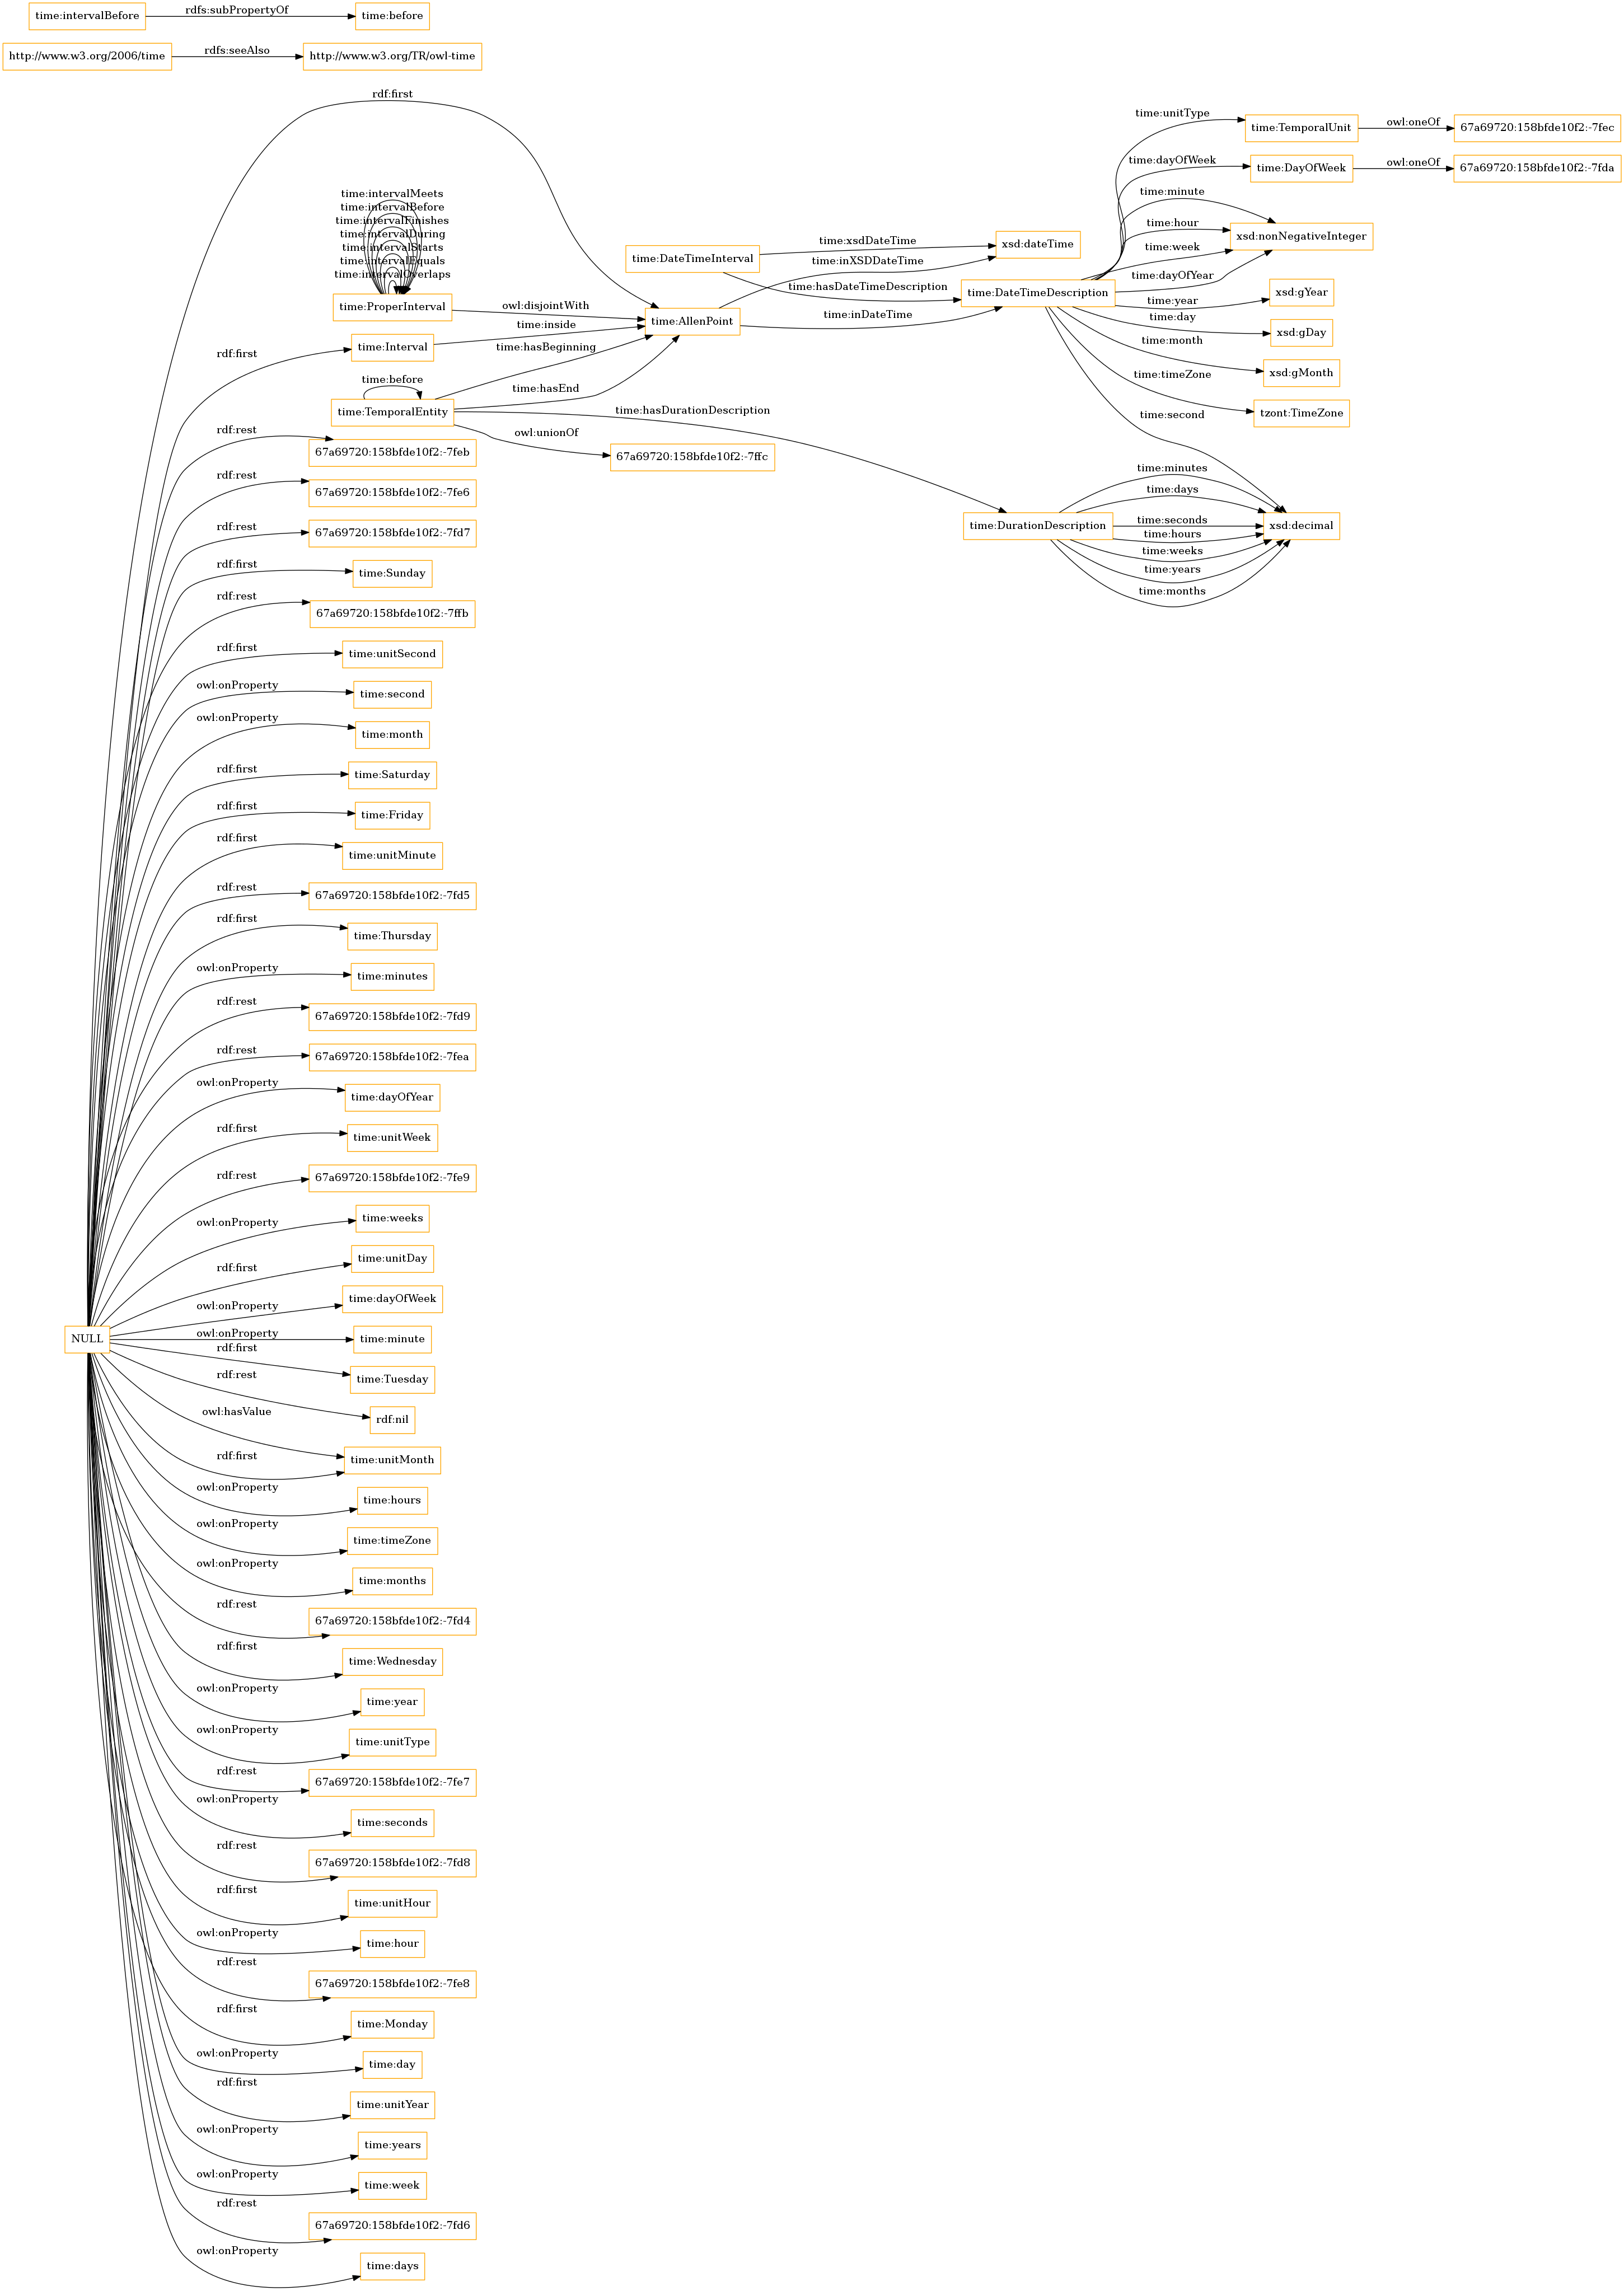 time:intervalBefore
rdfs:subPropertyOf
time:before
http://www.w3.org/2006/time
rdfs:seeAlso
http://www.w3.org/TR/owl-time
rdf:first
time:unitType
time:TemporalUnit
owl:oneOf
67a69720:158bfde10f2:-7fec
time:dayOfWeek
time:DayOfWeek
owl:oneOf
67a69720:158bfde10f2:-7fda
time:intervalMeets
time:intervalBefore
time:intervalFinishes
time:intervalDuring
time:intervalStarts
time:intervalEquals
time:intervalOverlaps
time:ProperInterval
owl:disjointWith
time:DateTimeInterval
time:xsdDateTime
xsd:dateTime
time:inXSDDateTime
time:hasDateTimeDescription
time:DateTimeDescription
time:minute
time:hour
time:week
time:dayOfYear
xsd:nonNegativeInteger
time:year
xsd:gYear
time:day
xsd:gDay
time:month
xsd:gMonth
time:timeZone
tzont:TimeZone
time:second
time:AllenPoint
time:inDateTime
rdf:first
time:Interval
time:inside
time:hasBeginning
time:hasEnd
time:before
time:TemporalEntity
time:hasDurationDescription
owl:unionOf
67a69720:158bfde10f2:-7ffc
time:DurationDescription
time:minutes
time:days
time:seconds
time:hours
time:weeks
time:years
time:months
xsd:decimal
rdf:rest
67a69720:158bfde10f2:-7feb
rdf:rest
67a69720:158bfde10f2:-7fe6
rdf:rest
67a69720:158bfde10f2:-7fd7
rdf:first
time:Sunday
rdf:rest
67a69720:158bfde10f2:-7ffb
rdf:first
time:unitSecond
owl:onProperty
time:second
owl:onProperty
time:month
rdf:first
time:Saturday
rdf:first
time:Friday
rdf:first
time:unitMinute
rdf:rest
67a69720:158bfde10f2:-7fd5
rdf:first
time:Thursday
owl:onProperty
time:minutes
rdf:rest
67a69720:158bfde10f2:-7fd9
rdf:rest
67a69720:158bfde10f2:-7fea
owl:onProperty
time:dayOfYear
rdf:first
time:unitWeek
rdf:rest
67a69720:158bfde10f2:-7fe9
owl:onProperty
time:weeks
rdf:first
time:unitDay
owl:onProperty
time:dayOfWeek
NULL
owl:onProperty
time:minute
rdf:first
time:Tuesday
rdf:rest
rdf:nil
owl:hasValue
rdf:first
time:unitMonth
owl:onProperty
time:hours
owl:onProperty
time:timeZone
owl:onProperty
time:months
rdf:rest
67a69720:158bfde10f2:-7fd4
rdf:first
time:Wednesday
owl:onProperty
time:year
owl:onProperty
time:unitType
rdf:rest
67a69720:158bfde10f2:-7fe7
owl:onProperty
time:seconds
rdf:rest
67a69720:158bfde10f2:-7fd8
rdf:first
time:unitHour
owl:onProperty
time:hour
rdf:rest
67a69720:158bfde10f2:-7fe8
rdf:first
time:Monday
owl:onProperty
time:day
rdf:first
time:unitYear
owl:onProperty
time:years
owl:onProperty
time:week
rdf:rest
67a69720:158bfde10f2:-7fd6
owl:onProperty
time:days